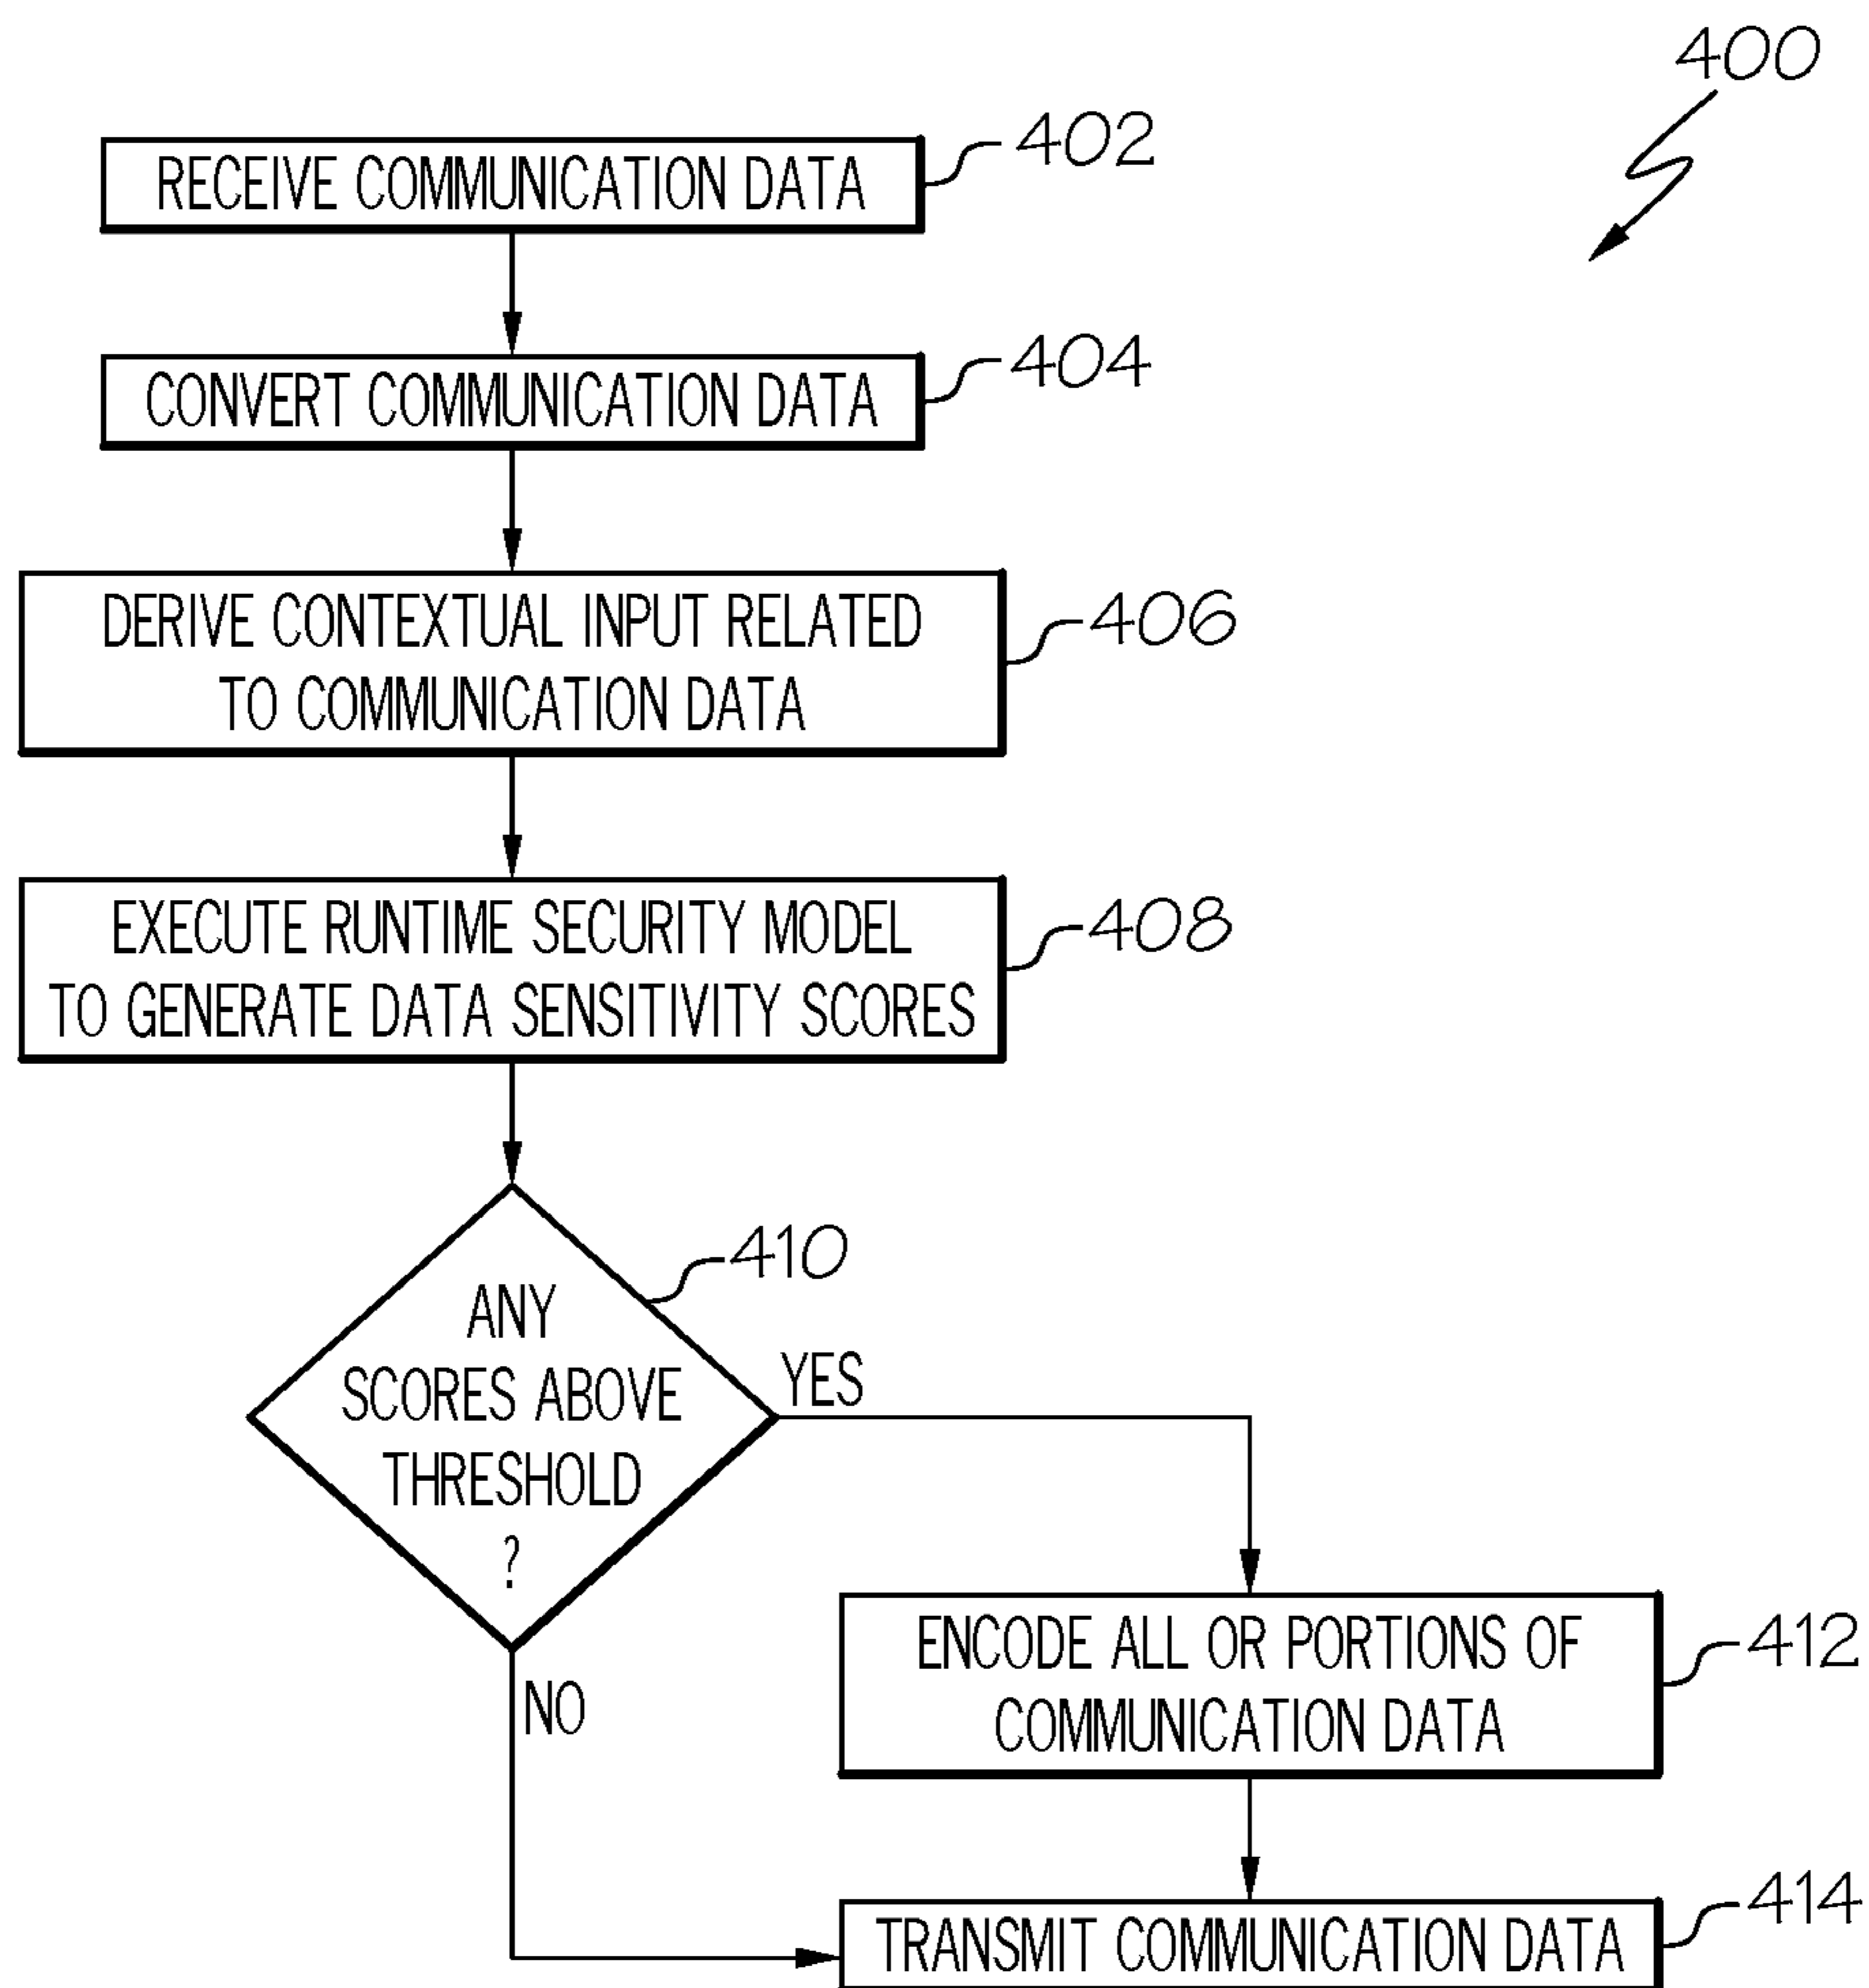 400
RECEIVE COMMUNICATION DATA
402
CONVERT COMMUNICATION DATA
404
DERIVE CONTEXTUAL INPUT RELATED
TO COMMUNICATION DATA
406
EXECUTE RUNTIME SECURITY MODEL
TO GENERATE DATA SENSITIVITY SCORES
408
ANY
SCORES ABOVE
THRESHOLD
?
410
YES
NO
ENCODE ALL OR PORTIONS OF
COMMUNICATION DATA
412
TRANSMIT COMMUNICATION DATA
414